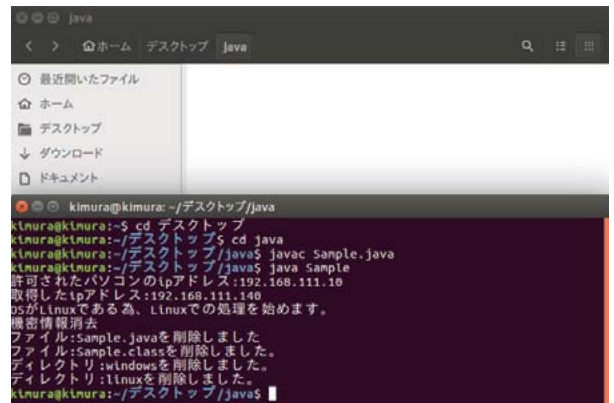 java
ホーム デスクトップ java
最近開いたファイル
ホーム
デスクトップ
ダウンロード
ドキュメント
kimura@kimura: ~/デスクトップ/java
kimura@kimura:~$ cd デスクトップ
kimura@kimura:~/デスクトップ$ cd java
kimura@kimura:~/デスクトップ/java$ javac Sample.java
kimura@kimura:~/デスクトップ/java$ java Sample
許可されたパソコンのipアドレス:192.168.111.10
取得したipアドレス:192.168.111.140
OSがLinuxである為、Linuxでの処理を始めます。
機密情報消去
ファイル:Sample.javaを削除しました
ファイル:Sample.classを削除しました。
ディレクトリ:windowsを削除しました。
ディレクトリ:linuxを削除しました。
kimura@kimura:~/デスクトップ/java$